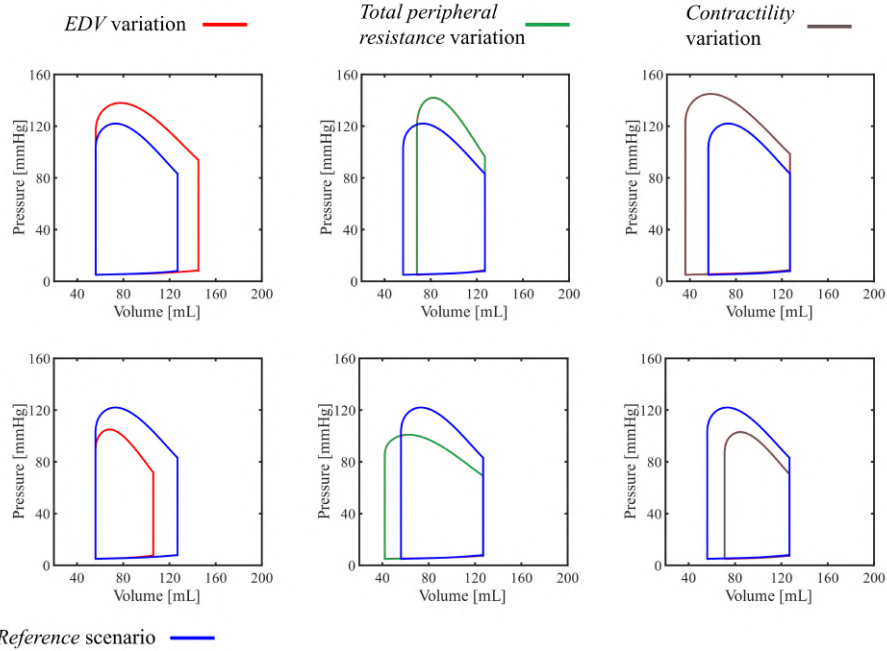 EDV variation
Total peripheral
resistance variation
Contractility
variation
160
120
80
40
0
Pressure [mmHg]
40 80 120 160 200
Volume [mL]
160
120
80
40
0
Pressure [mmHg]
40 80 120 160 200
Volume [mL]
160
120
80
40
0
Pressure [mmHg]
40 80 120 160 200
Volume [mL]
160
120
80
40
0
Pressure [mmHg]
40 80 120 160 200
Volume [mL]
160
120
80
40
0
Pressure [mmHg]
40 80 120 160 200
Volume [mL]
160
120
80
40
0
Pressure [mmHg]
40 80 120 160 200
Volume [mL]
Reference scenario